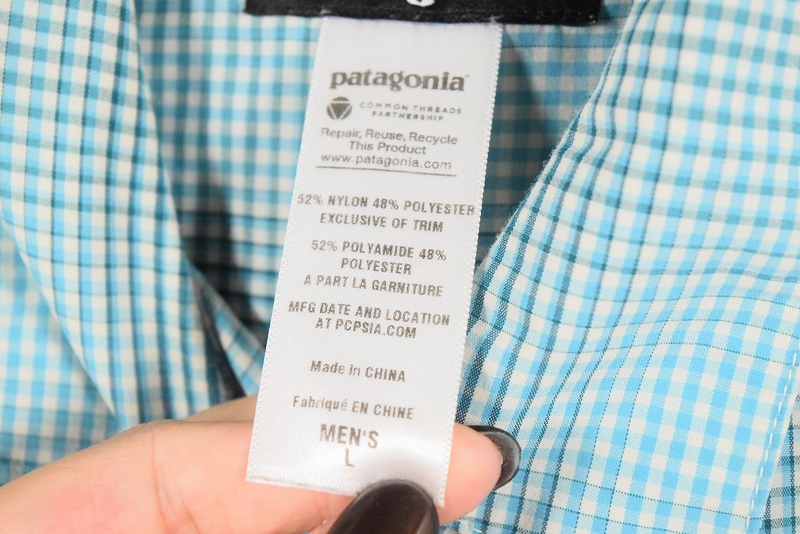 patagonia®
COMMON THREADS
PARTNERSHIP
Repair, Reuse, Recycle
This Product
www.patagonia.com
52% NYLON 48% POLYESTER
EXCLUSIVE OF TRIM
52% POLYAMIDE 48%
POLYESTER
A PART LA GARNITURE
MFG DATE AND LOCATION
AT PCPSIA.COM
Made in CHINA
Fabriqué EN CHINE
MEN'S
L